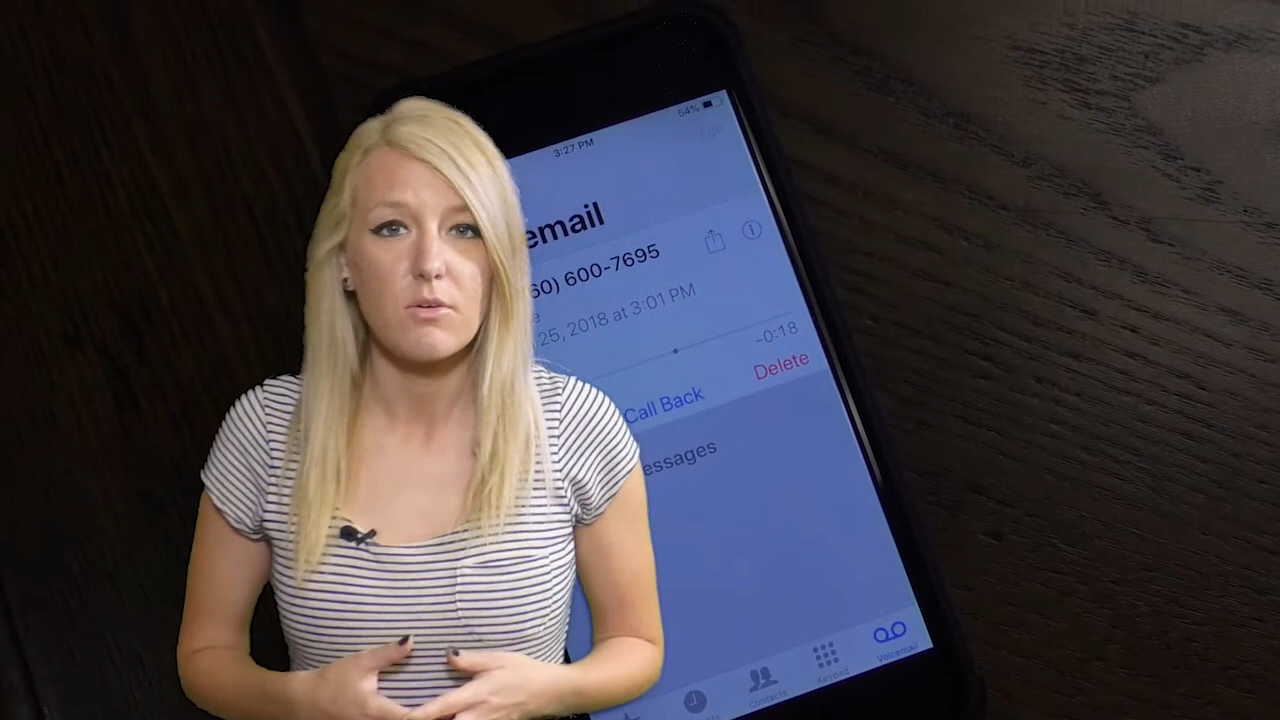 64%
3:27 PM
Edit
email
60) 600-7695
25, 2018 at 3:01 PM
-0:18
Delete
Call Back
essages
Voicemail
Keypad
Contacts